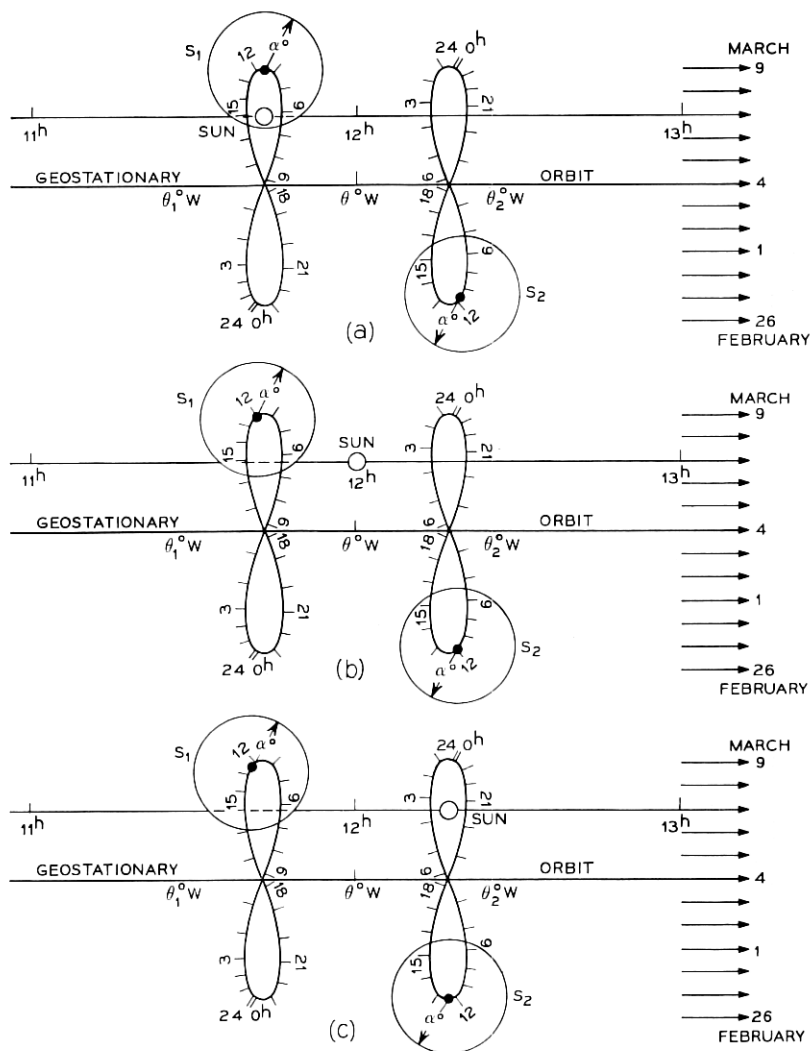 MARCH
S₁ 12 α° 24 0ʰ 9
3 21
15 6
11ʰ SUN 12ʰ 13ʰ
GEOSTATIONARY 6 6 ORBIT 4
θ₁°W 18 θ°W 18 θ₂°W
9
3 21 15 1
24 0ʰ α° 12 S₂
(a) 26
FEBRUARY
MARCH
S₁ 12 α° 24 0ʰ 9
SUN
15 9 3 21
11ʰ 12ʰ 13ʰ
GEOSTATIONARY 6 6 ORBIT 4
θ₁°W 18 θ°W 18 θ₂°W
3 21 15 9 1
24 0ʰ α° 12 S₂
(b) 26
FEBRUARY
MARCH
S₁ 12 α° 24 0ʰ 9
15 9 3 21
SUN
11ʰ 12ʰ 13ʰ
GEOSTATIONARY 6 6 ORBIT 4
θ₁°W 18 θ°W 18 θ₂°W
9
3 21 15 1
24 0ʰ α° 12 S₂
(c) 26
FEBRUARY